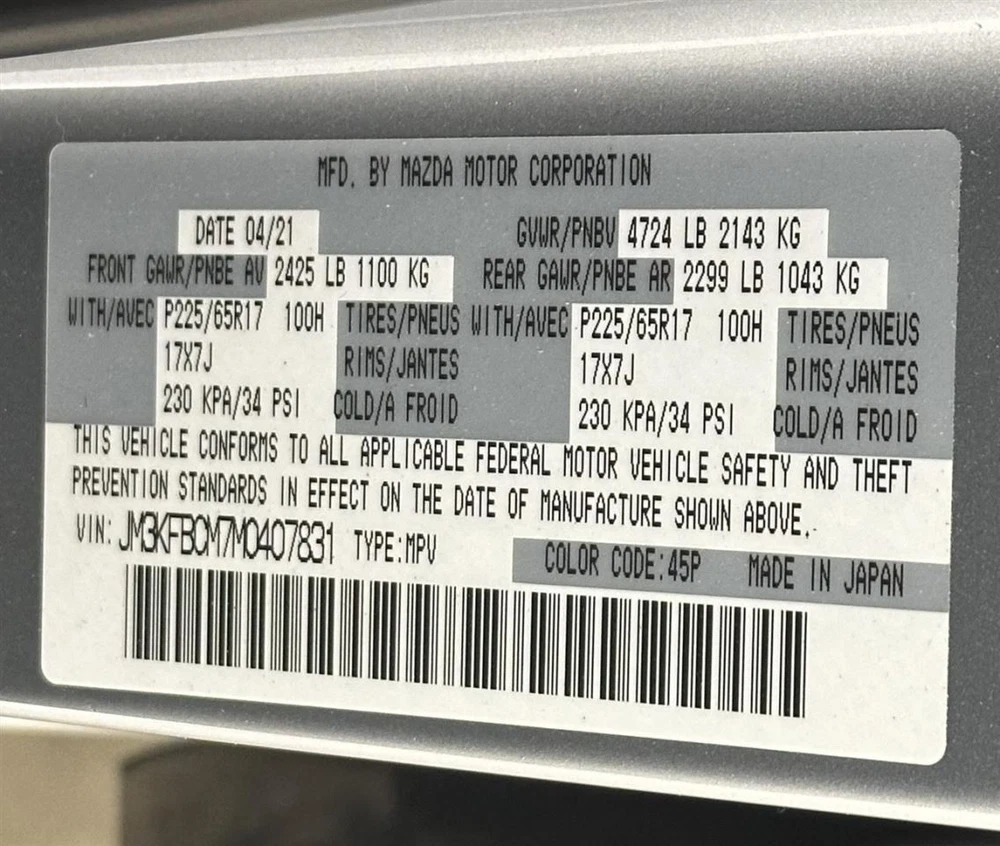 MFD. BY MAZDA MOTOR CORPORATION
DATE 04/21 GVWR/PNBV 4724 LB 2143 KG
FRONT GAWR/PNBE AV 2425 LB 1100 KG REAR GAWR/PNBE AR 2299 LB 1043 KG
WITH/AVEC P225/65R17 100H TIRES/PNEUS WITH/AVEC P225/65R17 100H TIRES/PNEUS
17X7J RIMS/JANTES 17X7J RIMS/JANTES
230 KPA/34 PSI COLD/A FROID 230 KPA/34 PSI COLD/A FROID
THIS VEHICLE CONFORMS TO ALL APPLICABLE FEDERAL MOTOR VEHICLE SAFETY AND THEFT
PREVENTION STANDARDS IN EFFECT ON THE DATE OF MANUFACTURE SHOWN ABOVE.
VIN: JM3KFBCM7M0407831 TYPE:MPV COLOR CODE:45P MADE IN JAPAN